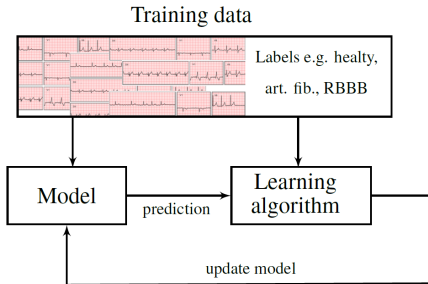 Training data
Labels e.g. healty,
art. fib., RBBB
Model
prediction
Learning
algorithm
update model